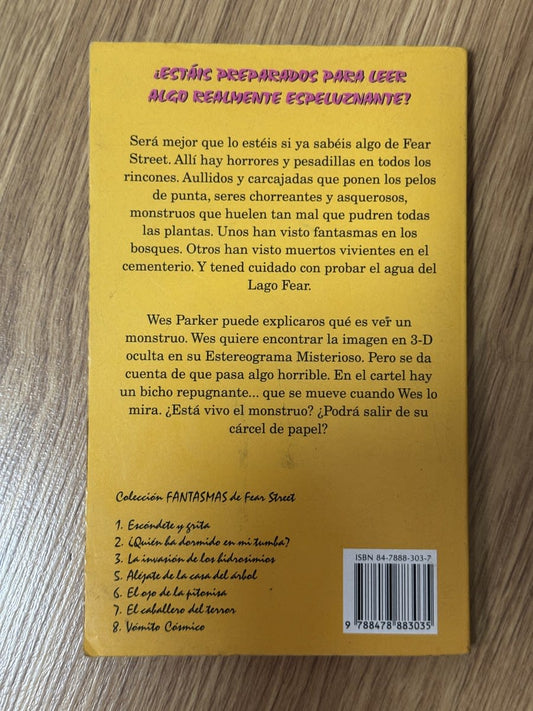 ¿ESTÁIS PREPARADOS PARA LEER
ALGO REALMENTE ESPELUZNANTE?
Será mejor que lo estéis si ya sabéis algo de Fear
Street. Allí hay horrores y pesadillas en todos los
rincones. Aullidos y carcajadas que ponen los pelos
de punta, seres chorreantes y asquerosos,
monstruos que huelen tan mal que pudren todas
las plantas. Unos han visto fantasmas en los
bosques. Otros han visto muertos vivientes en el
cementerio. Y tened cuidado con probar el agua del
Lago Fear.
Wes Parker puede explicaros qué es ver un
monstruo. Wes quiere encontrar la imagen en 3-D
oculta en su Estereograma Misterioso. Pero se da
cuenta de que pasa algo horrible. En el cartel hay
un bicho repugnante... que se mueve cuando Wes lo
mira. ¿Está vivo el monstruo? ¿Podrá salir de su
cárcel de papel?
Colección FANTASMAS de Fear Street
1. Escóndete y grita
2. ¿Quién ha dormido en mi tumba?
3. La invasión de los hidrosimios
5. Aléjate de la casa del árbol
6. El ojo de la pitonisa
7. El caballero del terror
8. Vómito Cósmico
ISBN 84-7888-303-7
9 788478 883035